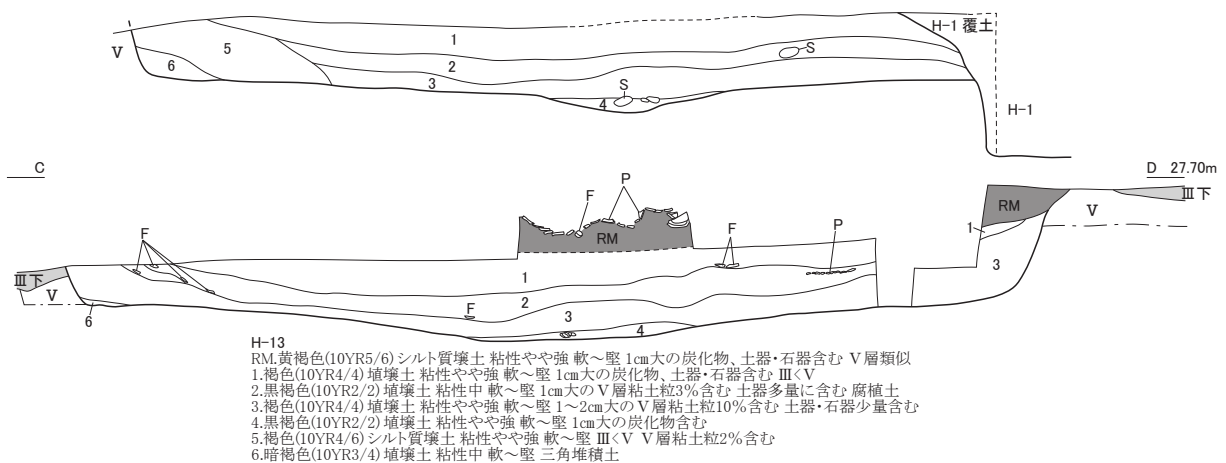 H-1 覆土
1
5
V
S
2
6
3
S
4
H-1
C
D 27.70m
P
F
RM
Ⅲ下
V
F
F
P
RM
1
Ⅲ下
1
3
V
2
F
3
6
4
H-13
RM.黄褐色(10YR5/6) シルト質壌土 粘性やや強 軟～堅 1㎝大の炭化物、土器・石器含む Ⅴ層類似
1.褐色(10YR4/4) 埴壌土 粘性やや強 軟～堅 1㎝大の炭化物、土器・石器含む Ⅲ<Ⅴ
2.黒褐色(10YR2/2) 埴壌土 粘性中 軟～堅 1㎝大のⅤ層粘土粒3％含む 土器多量に含む 腐植土
3.褐色(10YR4/4) 埴壌土 粘性やや強 軟～堅 1～2㎝大のⅤ層粘土粒10％含む 土器・石器少量含む
4.黒褐色(10YR2/2) 埴壌土 粘性やや強 軟～堅 1㎝大の炭化物含む
5.褐色(10YR4/6) シルト質壌土 粘性やや強 軟～堅 Ⅲ<Ⅴ Ⅴ層粘土粒2％含む
6.暗褐色(10YR3/4) 埴壌土 粘性中 軟～堅 三角堆積土